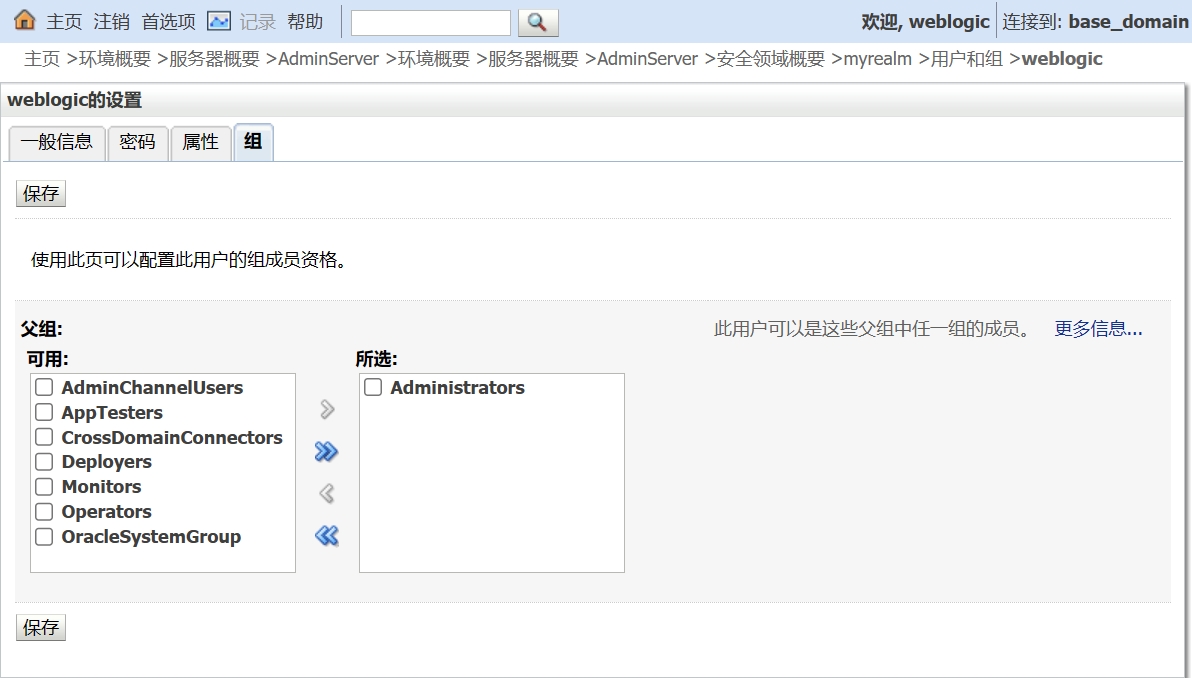 主页 注销 首选项 记录 帮助 欢迎, weblogic 连接到: base_domain
主页 >环境概要 >服务器概要 >AdminServer >环境概要 >服务器概要 >AdminServer >安全领域概要 >myrealm >用户和组 >weblogic
weblogic的设置
一般信息 密码 属性 组
保存
使用此页可以配置此用户的组成员资格。
父组: 此用户可以是这些父组中任一组的成员。 更多信息...
可用: 所选:
AdminChannelUsers Administrators
AppTesters
CrossDomainConnectors
Deployers
Monitors
Operators
OracleSystemGroup
保存